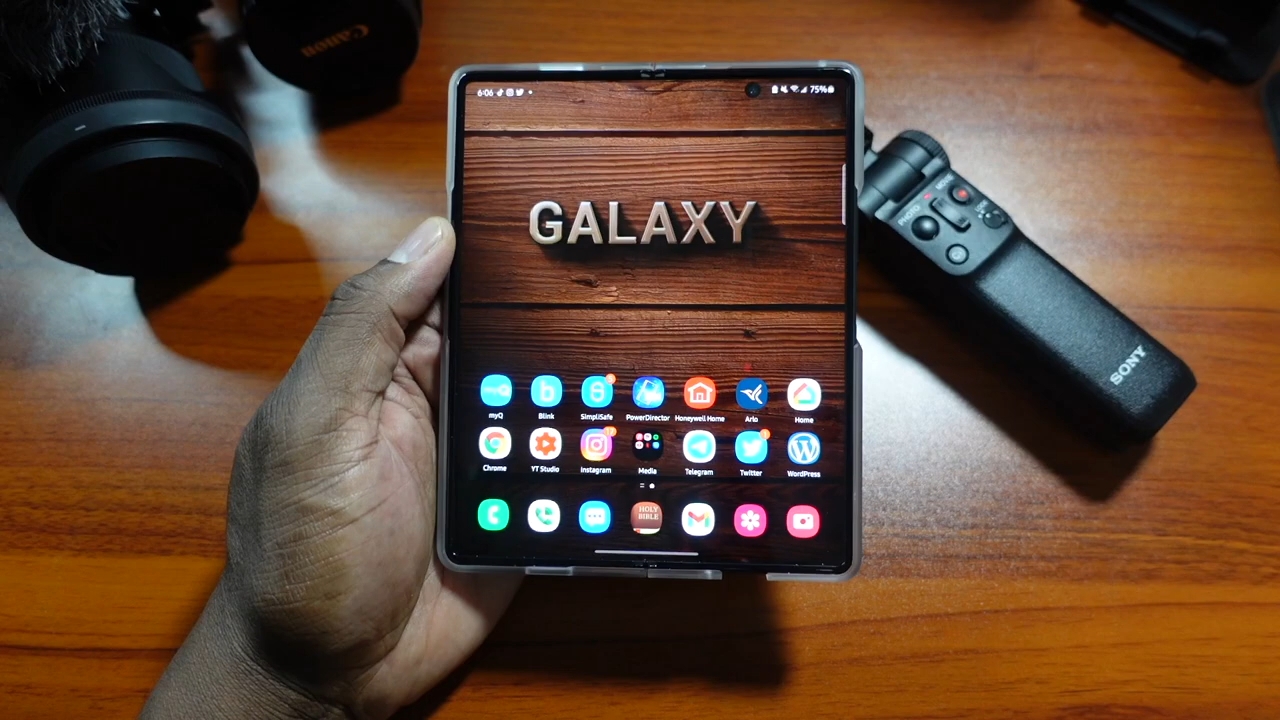 Canon
6:06
75%
GALAXY
myQ
Blink
SimpliSafe
PowerDirector
Honeywell Home
Arlo
Home
Chrome
YT Studio
Instagram
Media
Telegram
Twitter
WordPress
HOLY
BIBLE
PHOTO
SONY